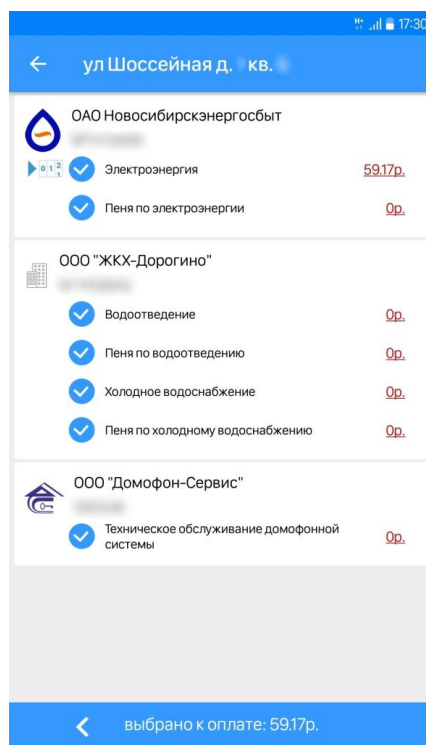 17:30
ул Шоссейная д. кв.
ОАО Новосибирскэнергосбыт
0 1 2 1
Электроэнергия 59.17р.
Пеня по электроэнергии 0р.
ООО "ЖКХ-Дорогино"
Водоотведение 0р.
Пеня по водоотведению 0р.
Холодное водоснабжение 0р.
Пеня по холодному водоснабжению 0р.
ООО "Домофон-Сервис"
Техническое обслуживание домофонной
системы 0р.
выбрано к оплате: 59.17р.